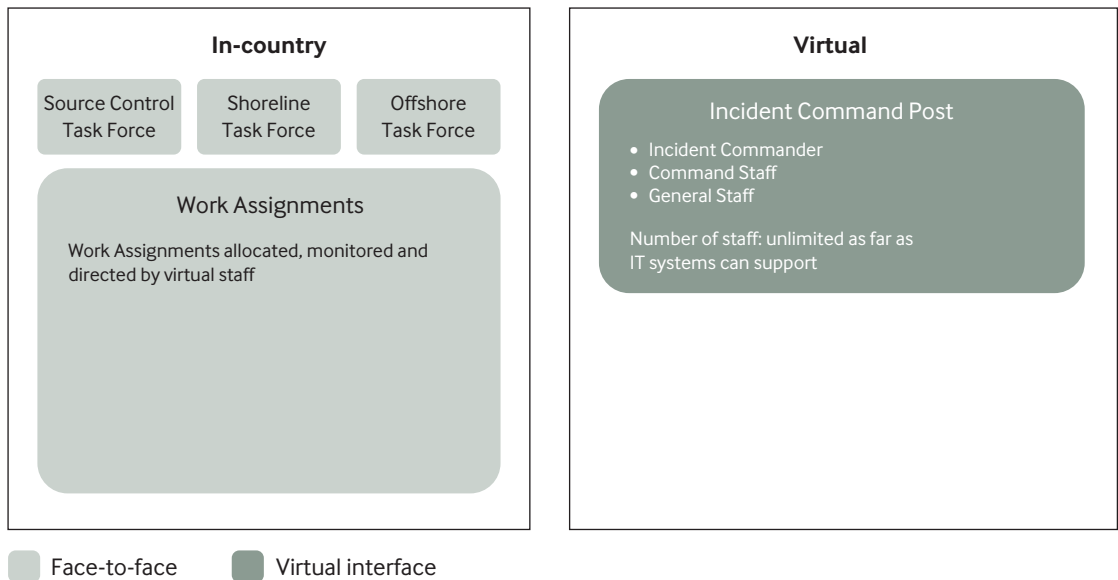 In-country
Source Control
Task Force
Shoreline
Task Force
Offshore
Task Force
Work Assignments
Work Assignments allocated, monitored and
directed by virtual staff
Virtual
Incident Command Post
• Incident Commander
• Command Staff
• General Staff
Number of staff: unlimited as far as
IT systems can support
Face-to-face
Virtual interface